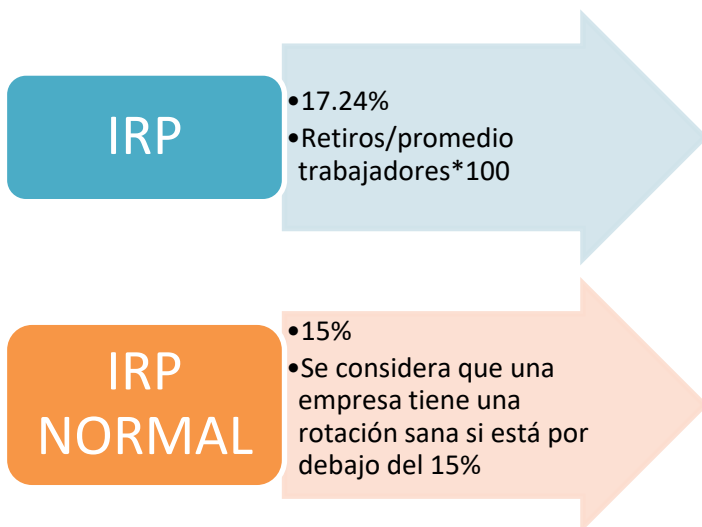 IRP
•17.24%
•Retiros/promedio
trabajadores*100
IRP
NORMAL
•15%
•Se considera que una
empresa tiene una
rotación sana si está por
debajo del 15%